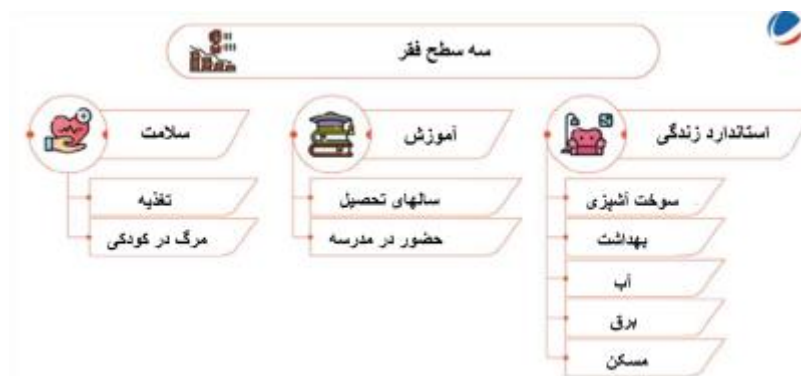 سه سطح فقر
استاندارد زندگی
سوخت آشپزی
بهداشت
آب
برق
مسکن
آموزش
سالهای تحصیل
حضور در مدرسه
سلامت
تغذیه
مرگ در کودکی